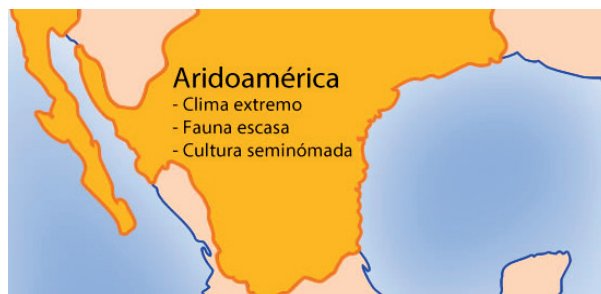 Aridoamérica
- Clima extremo
- Fauna escasa
- Cultura seminómada